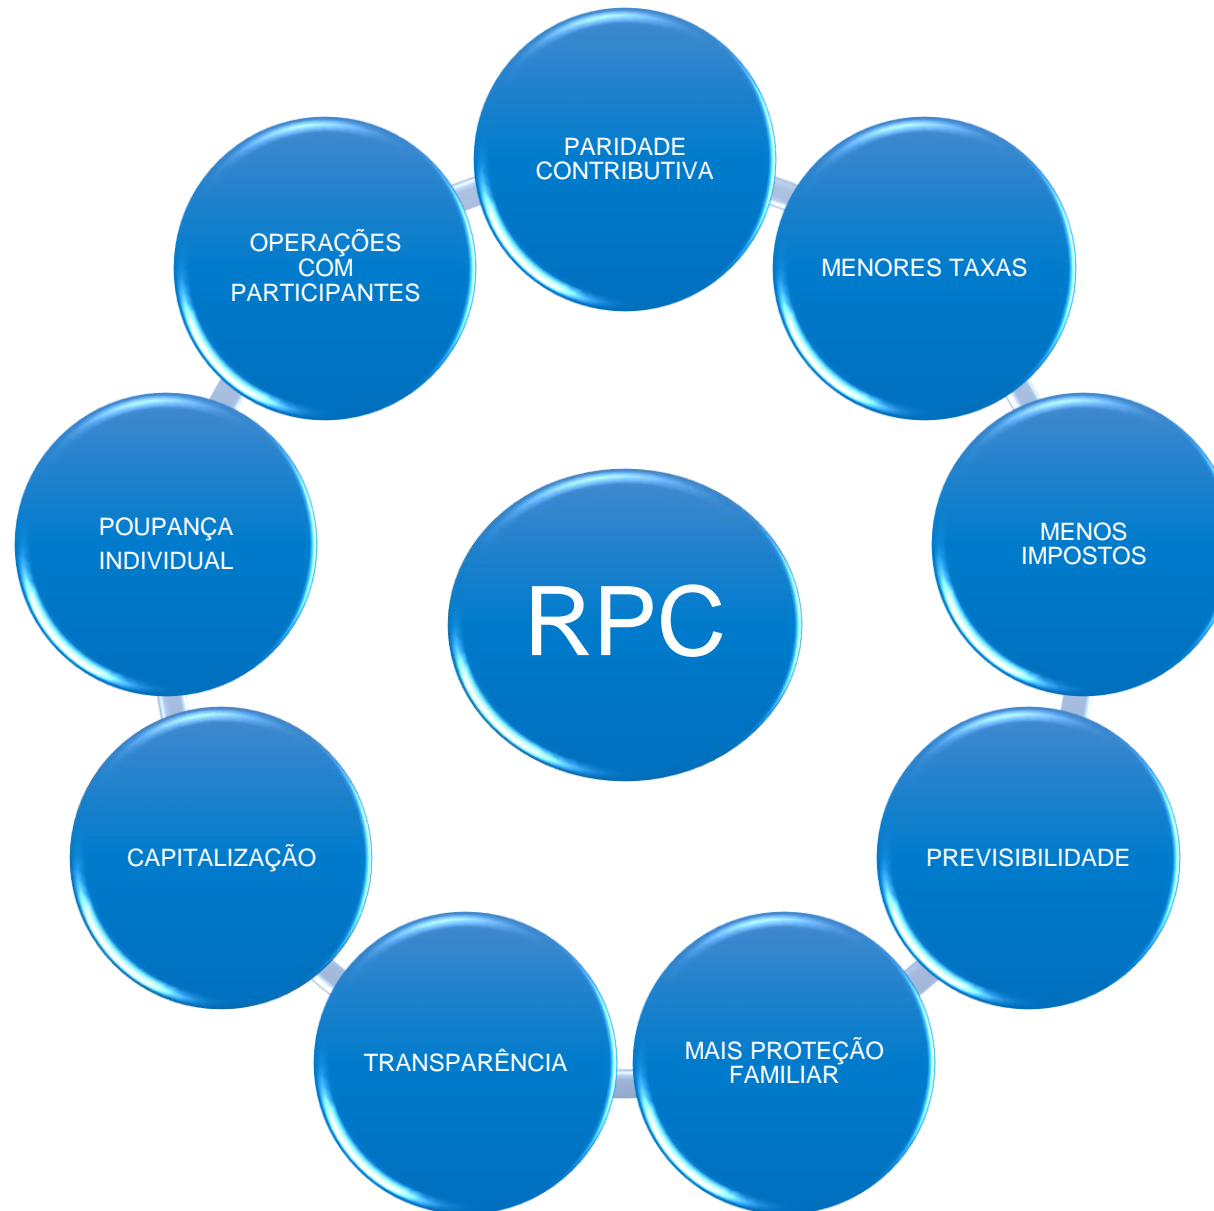 PARIDADE
CONTRIBUTIVA
MENORES TAXAS
MENOS
IMPOSTOS
PREVISIBILIDADE
MAIS PROTEÇÃO
FAMILIAR
TRANSPARÊNCIA
CAPITALIZAÇÃO
POUPANÇA
INDIVIDUAL
OPERAÇÕES
COM
PARTICIPANTES
RPC